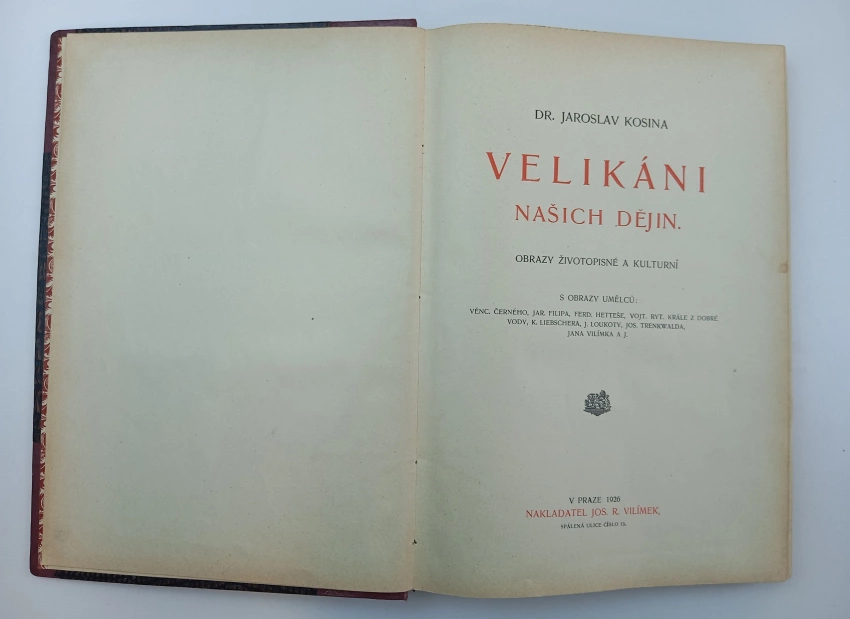 DR. JAROSLAV KOSINA
VELIKÁNI
NAŠICH DĚJIN.
OBRAZY ŽIVOTOPISNÉ A KULTURNÍ
S OBRAZY UMĚLCŮ:
VĚNC. ČERNÉHO, JAR. FILIPA, FERD. HETTEŠE, VOJT. RYT. KRÁLE Z DOBRÉ
VODY, K. LIEBSCHERA, J. LOUKOTY, JOS. TRENKWALDA,
JANA VILÍMKA A J.
V PRAZE 1926
NAKLADATEL JOS. R. VILÍMEK,
SPÁLENÁ ULICE ČÍSLO 15.